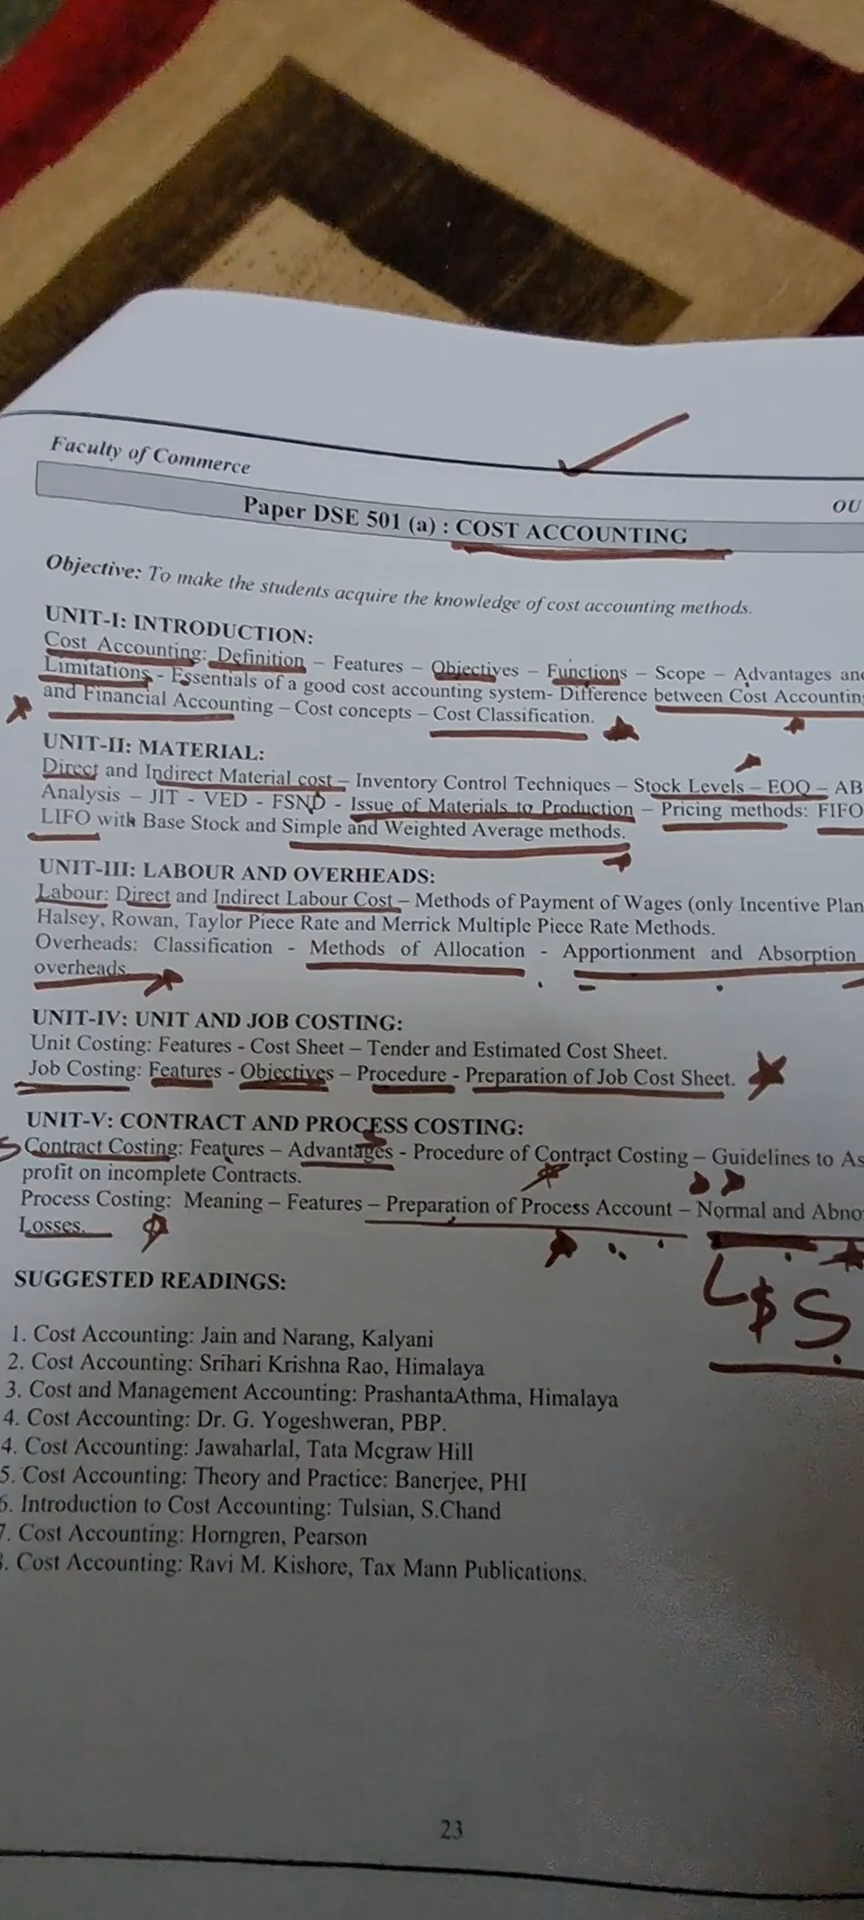 Faculty of Commerce
OU
Paper DSE 501 (a) : COST ACCOUNTING
Objective: To make the students acquire the knowledge of cost accounting methods.
UNIT-I: INTRODUCTION:
Cost Accounting: Definition – Features – Objectives – Functions – Scope – Advantages and
Limitations - Essentials of a good cost accounting system- Difference between Cost Accountin
and Financial Accounting – Cost concepts – Cost Classification.
UNIT-II: MATERIAL:
Direct and Indirect Material cost – Inventory Control Techniques – Stock Levels – EOQ – AB
Analysis – JIT - VED - FSND - Issue of Materials to Production – Pricing methods: FIFO
LIFO with Base Stock and Simple and Weighted Average methods.
UNIT-III: LABOUR AND OVERHEADS:
Labour: Direct and Indirect Labour Cost – Methods of Payment of Wages (only Incentive Plan
Halsey, Rowan, Taylor Piece Rate and Merrick Multiple Piece Rate Methods.
Overheads: Classification - Methods of Allocation - Apportionment and Absorption
overheads.
UNIT-IV: UNIT AND JOB COSTING:
Unit Costing: Features - Cost Sheet – Tender and Estimated Cost Sheet.
Job Costing: Features - Objectives – Procedure - Preparation of Job Cost Sheet.
UNIT-V: CONTRACT AND PROCESS COSTING:
Contract Costing: Features – Advantages - Procedure of Contract Costing – Guidelines to As
profit on incomplete Contracts.
Process Costing: Meaning – Features – Preparation of Process Account – Normal and Abno
Losses.
SUGGESTED READINGS:
1. Cost Accounting: Jain and Narang, Kalyani
2. Cost Accounting: Srihari Krishna Rao, Himalaya
3. Cost and Management Accounting: PrashantaAthma, Himalaya
4. Cost Accounting: Dr. G. Yogeshweran, PBP.
4. Cost Accounting: Jawaharlal, Tata Mcgraw Hill
5. Cost Accounting: Theory and Practice: Banerjee, PHI
6. Introduction to Cost Accounting: Tulsian, S.Chand
7. Cost Accounting: Horngren, Pearson
. Cost Accounting: Ravi M. Kishore, Tax Mann Publications.
23